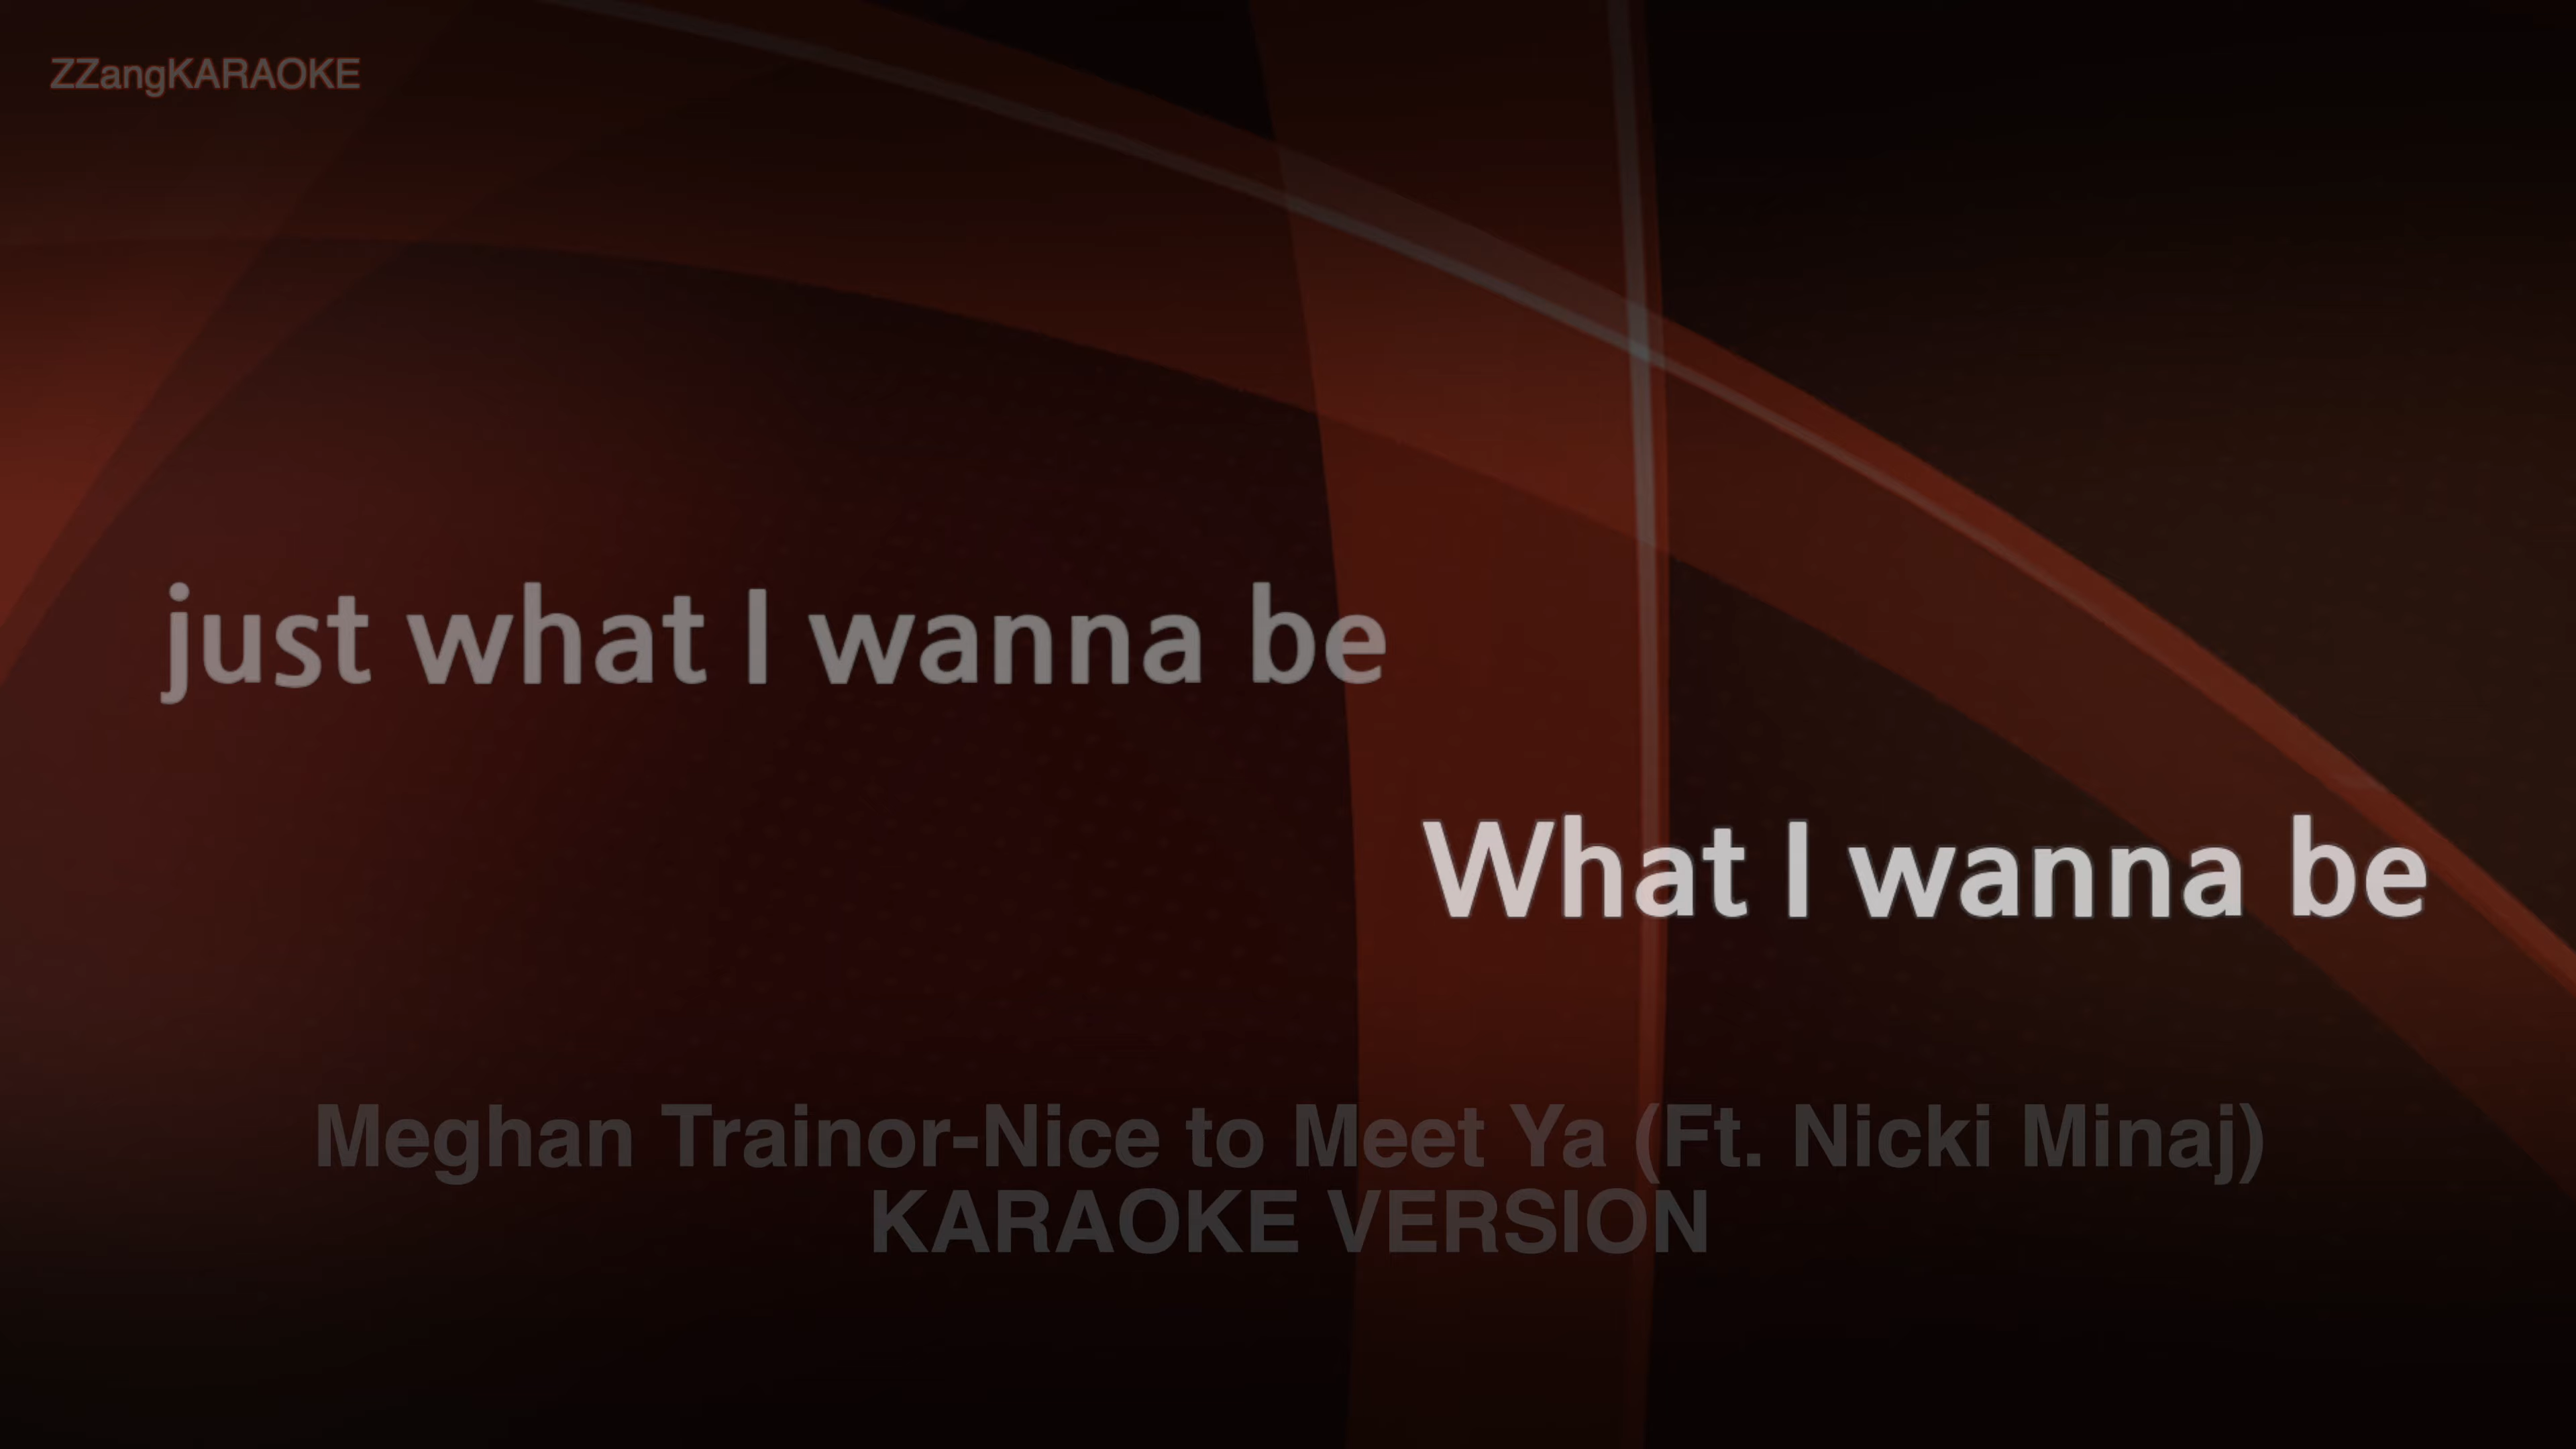 ZZangKARAOKE
just what I wanna be
What I wanna be
Meghan Trainor-Nice to Meet Ya (Ft. Nicki Minaj)
KARAOKE VERSION